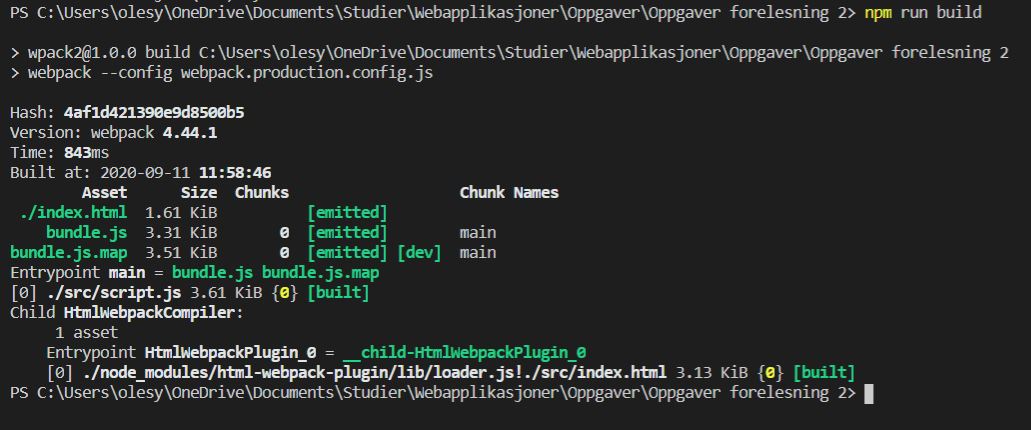 PS C:\Users\olesy\OneDrive\Documents\Studier\Webapplikasjoner\Oppgaver\Oppgaver forelesning 2> npm run build
> wpack2@1.0.0 build C:\Users\olesy\OneDrive\Documents\Studier\Webapplikasjoner\Oppgaver\Oppgaver forelesning 2
> webpack --config webpack.production.config.js
Hash: 4af1d421390e9d8500b5
Version: webpack 4.44.1
Time: 843ms
Built at: 2020-09-11 11:58:46
Asset Size Chunks Chunk Names
./index.html 1.61 KiB [emitted]
bundle.js 3.31 KiB 0 [emitted] main
bundle.js.map 3.51 KiB 0 [emitted] [dev] main
Entrypoint main = bundle.js bundle.js.map
[0] ./src/script.js 3.61 KiB {0} [built]
Child HtmlWebpackCompiler:
1 asset
Entrypoint HtmlWebpackPlugin_0 = __child-HtmlWebpackPlugin_0
[0] ./node_modules/html-webpack-plugin/lib/loader.js!./src/index.html 3.13 KiB {0} [built]
PS C:\Users\olesy\OneDrive\Documents\Studier\Webapplikasjoner\Oppgaver\Oppgaver forelesning 2>